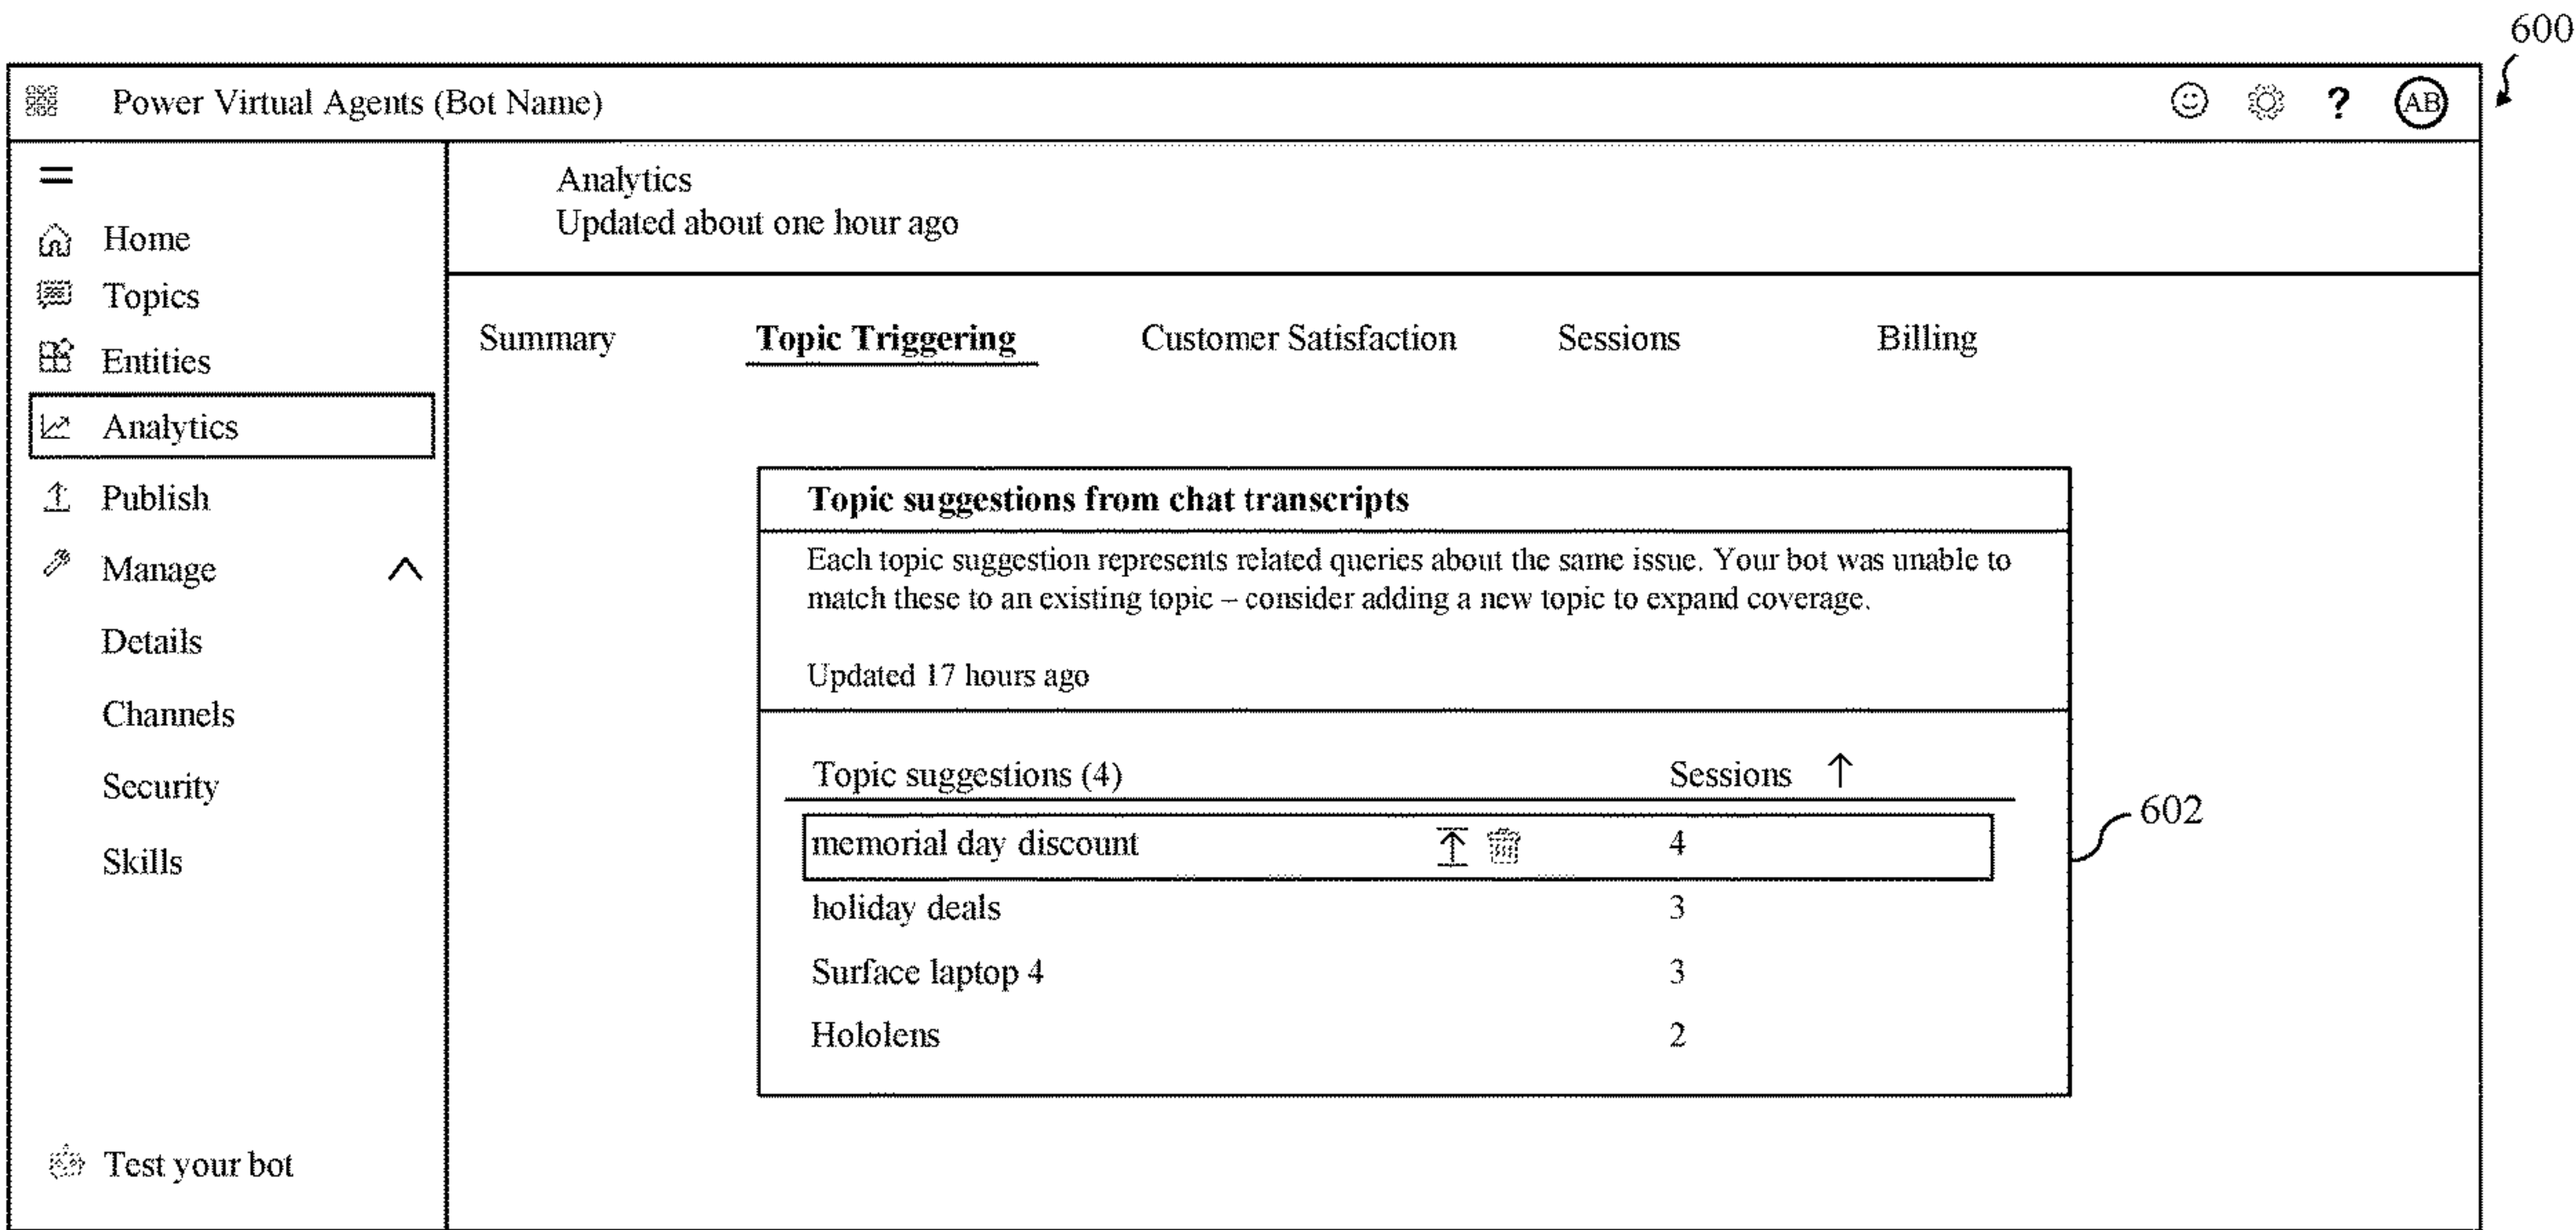 600
Power Virtual Agents (Bot Name)
? AB
Home
Topics
Entities
Analytics
Publish
Manage
Details
Channels
Security
Skills
Test your bot
Analytics
Updated about one hour ago
Summary Topic Triggering Customer Satisfaction Sessions Billing
Topic suggestions from chat transcripts
Each topic suggestion represents related queries about the same issue. Your bot was unable to
match these to an existing topic – consider adding a new topic to expand coverage.
Updated 17 hours ago
Topic suggestions (4) Sessions ↑
memorial day discount 4
holiday deals 3
Surface laptop 4 3
Hololens 2
602